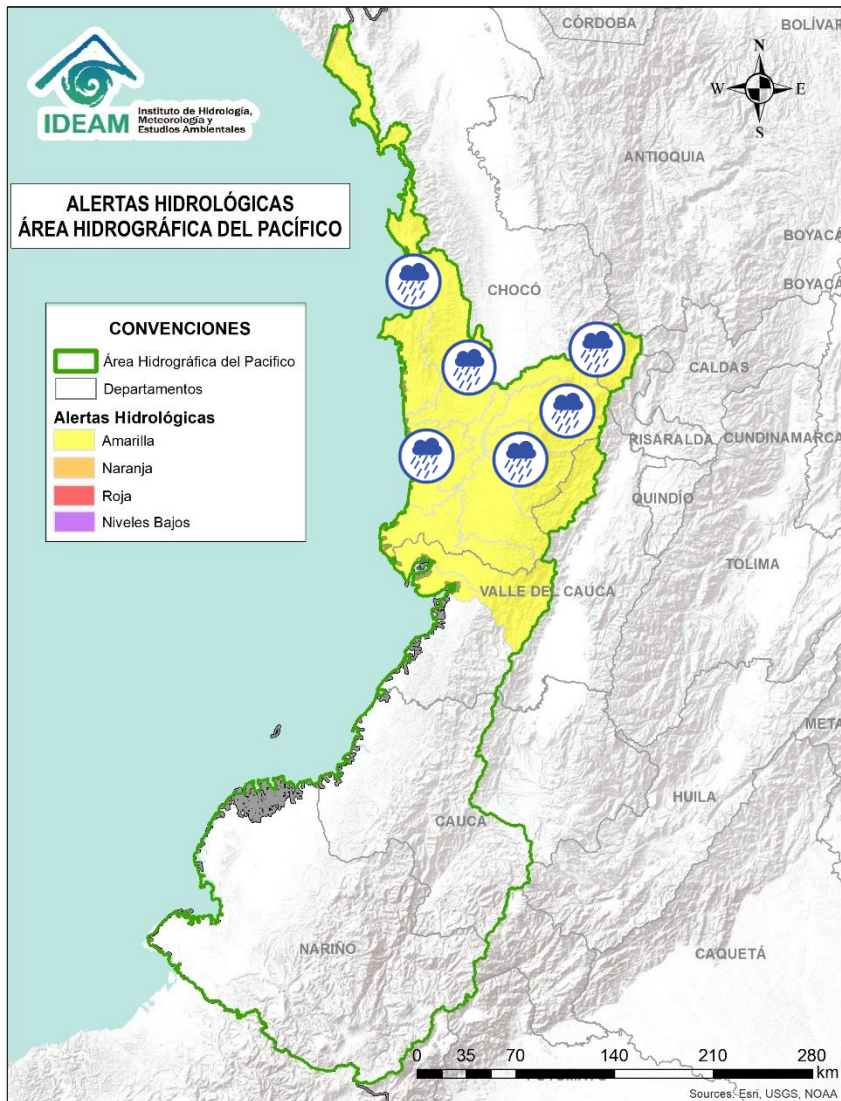 IDEAM
Instituto de Hidrología,
Meteorología y
Estudios Ambientales
ALERTAS HIDROLÓGICAS
ÁREA HIDROGRÁFICA DEL PACÍFICO
CONVENCIONES
Área Hidrográfica del Pacifico
Departamentos
Alertas Hidrológicas
Amarilla
Naranja
Roja
Niveles Bajos
N
W E
S
CÓRDOBA
BOLÍVAR
ANTIOQUIA
BOYACÁ
BOYACÁ
CHOCÓ
CALDAS
RISARALDA
CUNDINAMARCA
QUINDÍO
TOLIMA
VALLE DEL CAUCA
META
HUILA
CAUCA
NARIÑO
CAQUETÁ
0 35 70 140 210 280
km
Sources: Esri, USGS, NOAA